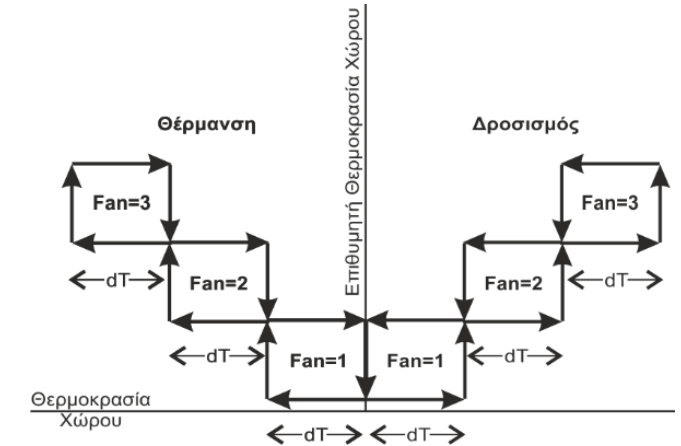 Επιθυμητή Θερμοκρασία Χώρου
Θέρμανση
Δροσισμός
Fan=3
Fan=3
dT
Fan=2
Fan=2
dT
dT
Fan=1
Fan=1
dT
Θερμοκρασία
Χώρου
dT
dT